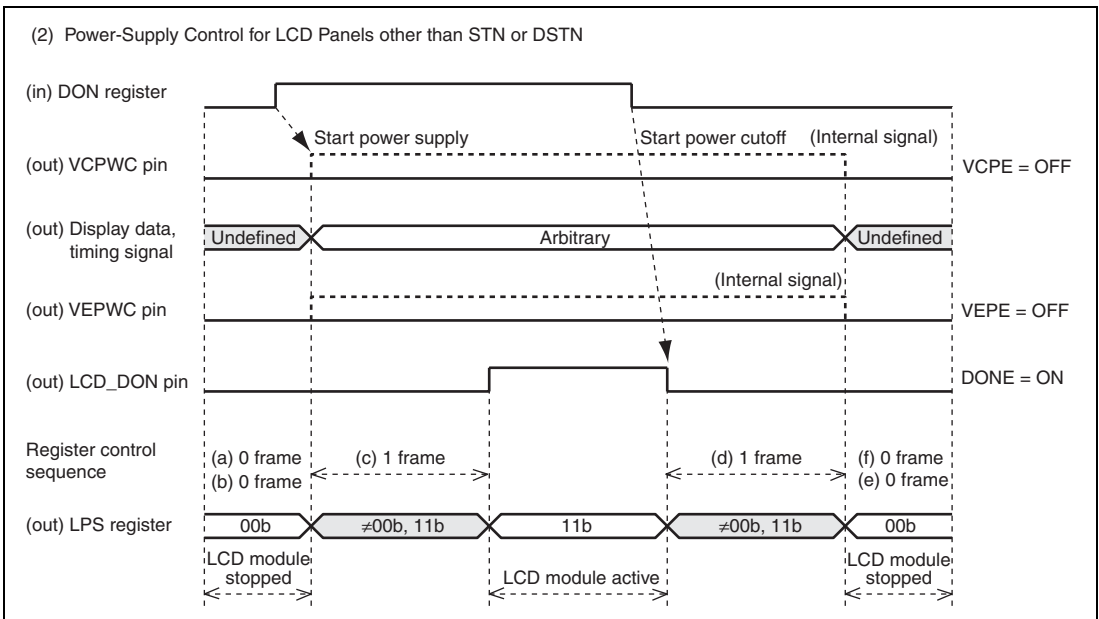 (2) Power-Supply Control for LCD Panels other than STN or DSTN
(in) DON register
Start power supply
Start power cutoff
(Internal signal)
(out) VCPWC pin
VCPE = OFF
(out) Display data,
timing signal
Undefined
Arbitrary
Undefined
(Internal signal)
(out) VEPWC pin
VEPE = OFF
(out) LCD_DON pin
DONE = ON
Register control
sequence
(a) 0 frame
(b) 0 frame
(c) 1 frame
(d) 1 frame
(f) 0 frame
(e) 0 frame
(out) LPS register
00b
≠00b, 11b
11b
≠00b, 11b
00b
LCD module
stopped
LCD module active
LCD module
stopped